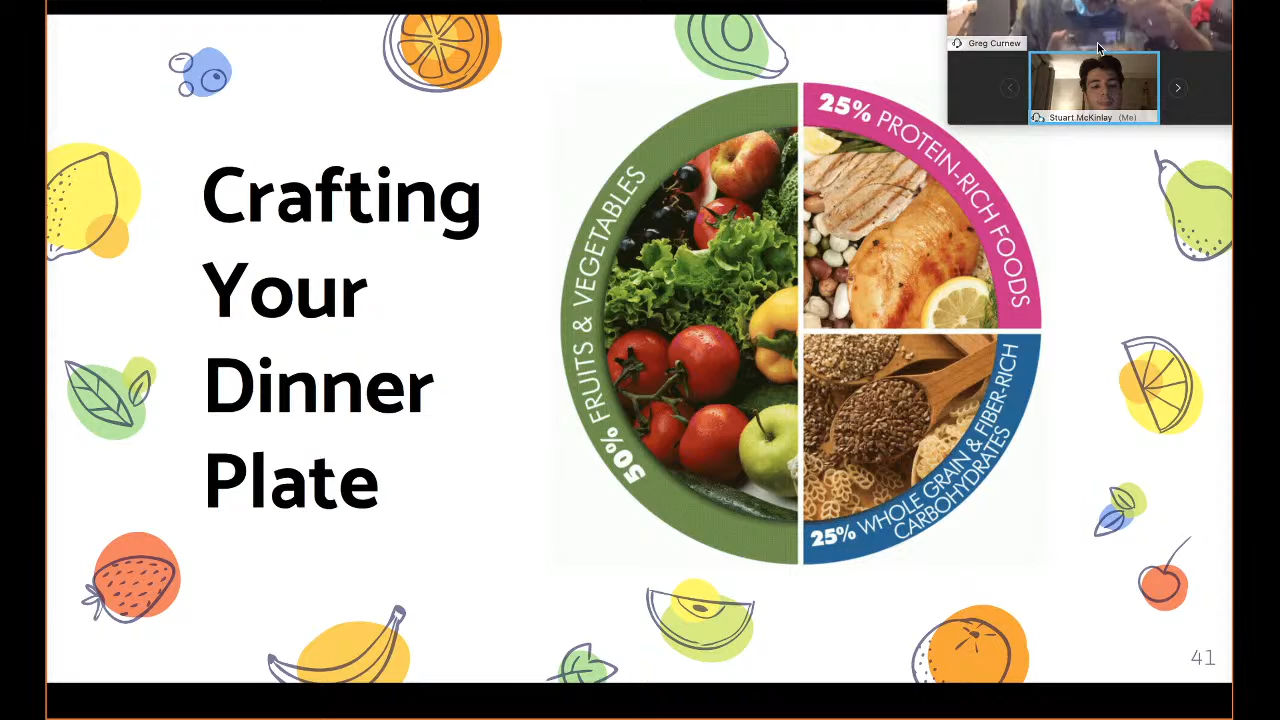 Crafting
Your
Dinner
Plate
50% FRUITS & VEGETABLES
25% PROTEIN-RICH FOODS
25% WHOLE GRAIN & FIBER-RICH
CARBOHYDRATES
Greg Curnew
Stuart McKinlay (Me)
41